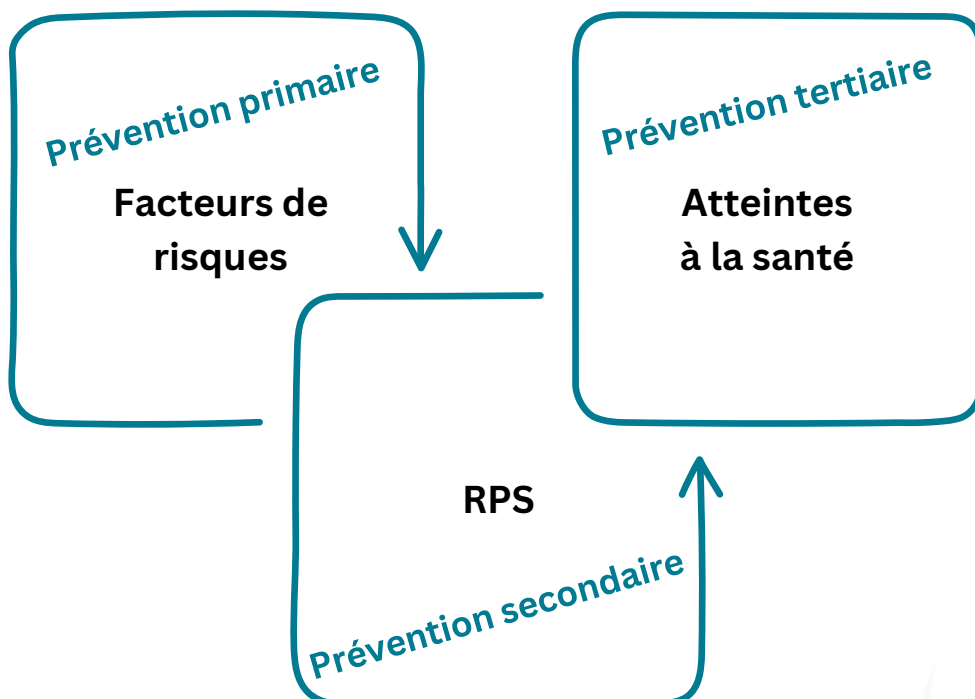 Prévention primaire
Facteurs de
risques
Prévention tertiaire
Atteintes
à la santé
RPS
Prévention secondaire